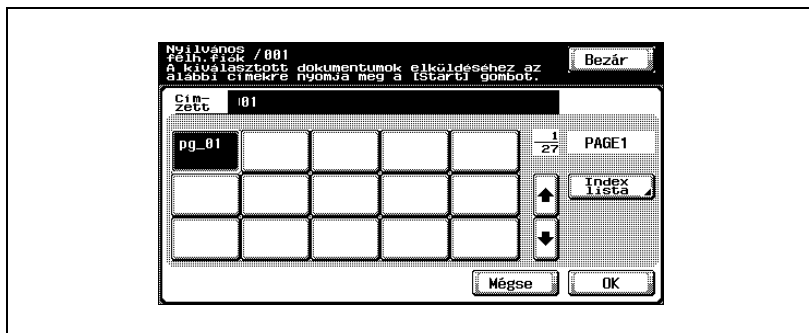 Nyilvános
félh.fiók /001
A kiválasztott dokumentumok elküldéséhez az
alábbi címekre nyomja meg a [Start] gombot.
Bezár
Cím-
zett
:01
pg_01
1
27
PAGE1
Index
lista
Mégse
OK